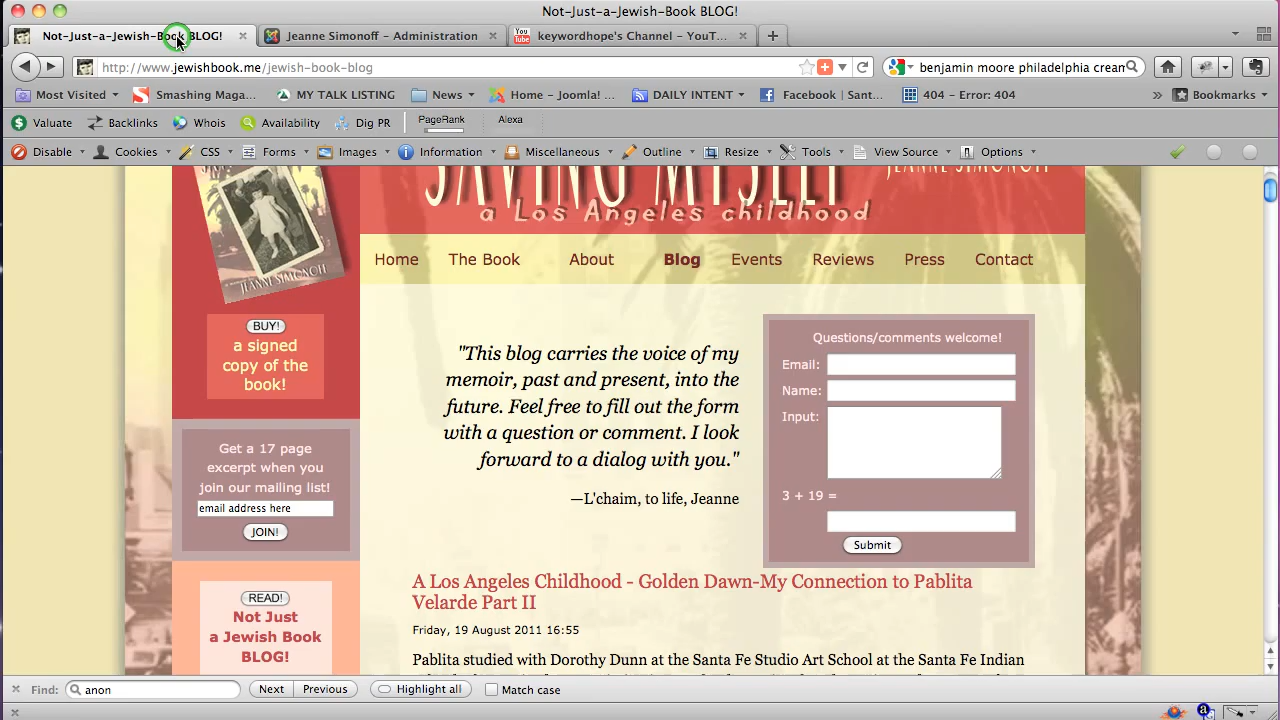 Not-Just-a-Jewish-Book BLOG!
Not-Just-a-Jewish-Book BLOG!
Jeanne Simonoff - Administration
keywordhope's Channel - YouT...
http://www.jewishbook.me/jewish-book-blog
benjamin moore philadelphia cream
Most Visited
Smashing Maga...
MY TALK LISTING
News
Home - Joomla! ...
DAILY INTENT
Facebook | Sant...
404 - Error: 404
Bookmarks
Valuate
Backlinks
Whois
Availability
Dig PR
PageRank
Alexa
Disable
Cookies
CSS
Forms
Images
Information
Miscellaneous
Outline
Resize
Tools
View Source
Options
SAVING MYSELF
JEANNE SIMONOFF
a Los Angeles childhood
JEANNE SIMONOFF
Home
The Book
About
Blog
Events
Reviews
Press
Contact
BUY!
a signed
copy of the
book!
Get a 17 page
excerpt when you
join our mailing list!
email address here
JOIN!
READ!
Not Just
a Jewish Book
BLOG!
"This blog carries the voice of my
memoir, past and present, into the
future. Feel free to fill out the form
with a question or comment. I look
forward to a dialog with you."
—L'chaim, to life, Jeanne
Questions/comments welcome!
Email:
Name:
Input:
3 + 19 =
Submit
A Los Angeles Childhood - Golden Dawn-My Connection to Pablita
Velarde Part II
Friday, 19 August 2011 16:55
Pablita studied with Dorothy Dunn at the Santa Fe Studio Art School at the Santa Fe Indian
Find:
anon
Next
Previous
Highlight all
Match case